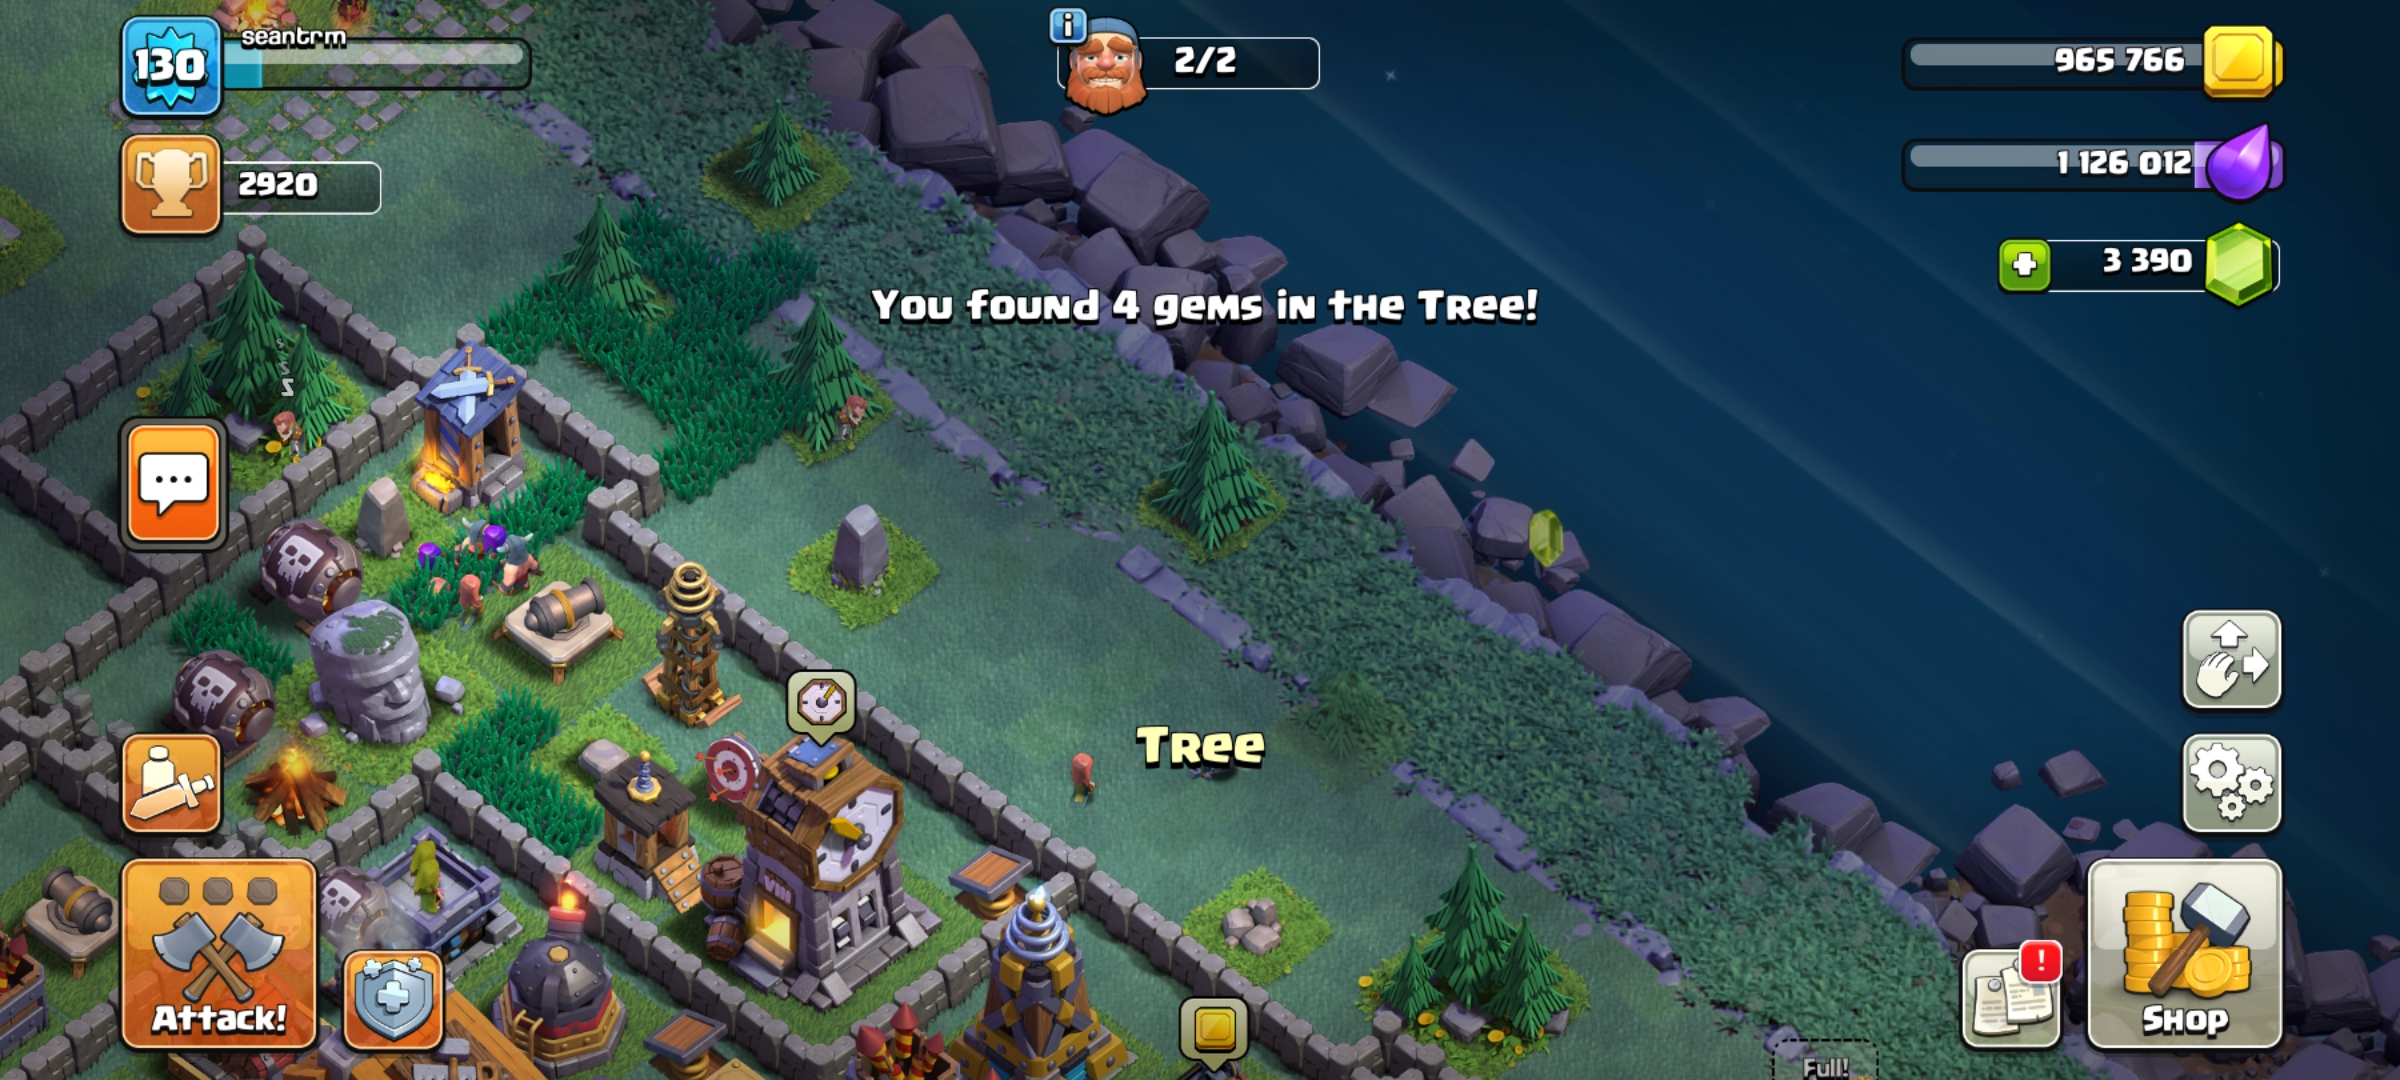 seantrm
130
2/2
965 766
1 126 012
2920
3 390
You found 4 gems in the Tree!
Tree
VIII
Attack!
Shop
Full!